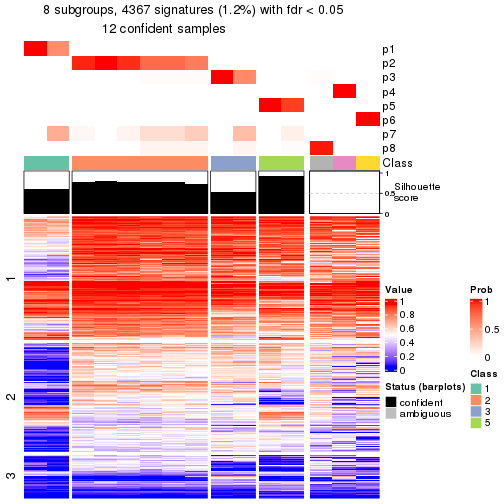 8 subgroups, 4367 signatures (1.2%) with fdr < 0.05
12 confident samples
p1
p2
p3
p4
p5
p6
p7
p8
Class
1
0.5
0
Silhouette
score
1
2
3
Value
1
0.8
0.6
0.4
0.2
0
Prob
1
0.5
0
Status (barplots)
confident
ambiguous
Class
1
2
3
5